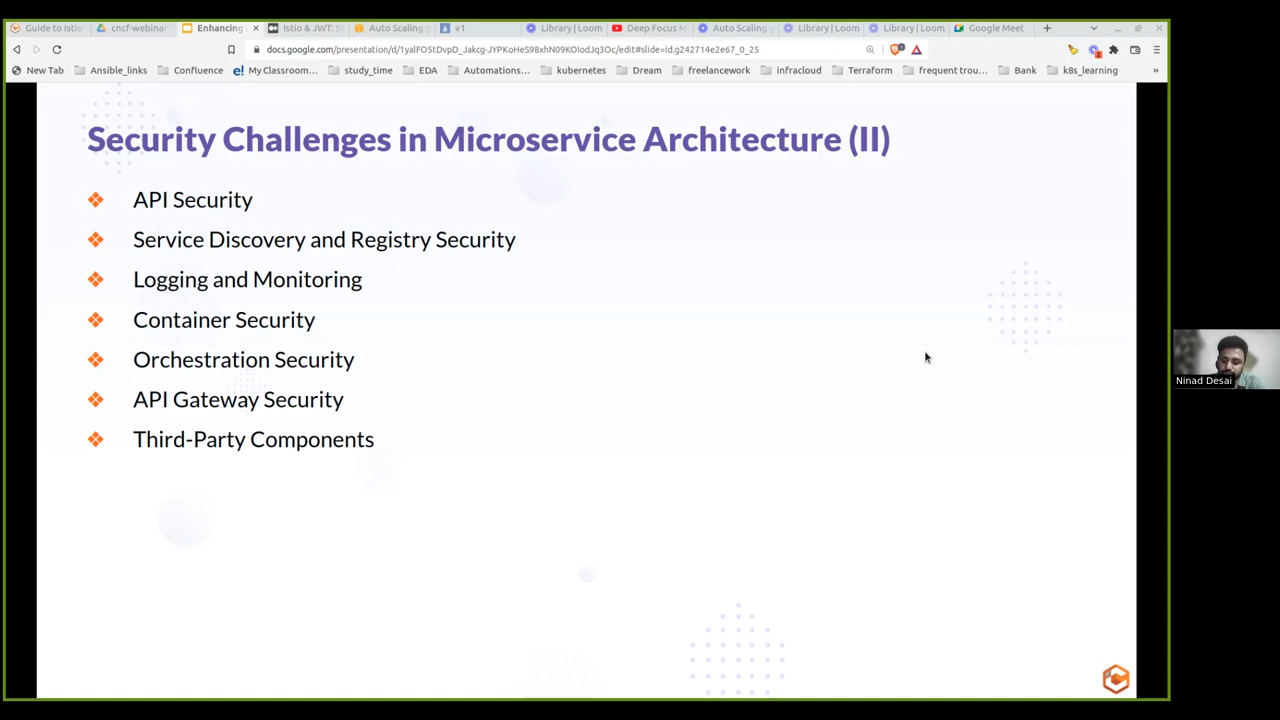 Guide to Istio
cncf-webinar
Enhancing
Istio & JWT: S
Auto Scaling
v1
Library | Loom
Deep Focus M
Auto Scaling
Library | Loom
Library | Loom
Google Meet
docs.google.com/presentation/d/1yalFO5tDvpD_Jakcg-JYPKoHeS98xhN09KOIodJq3Oc/edit#slide=id.g242714e2e67_0_25
New Tab
Ansible_links
Confluence
My Classroom...
study_time
EDA
Automations...
kubernetes
Dream
freelancework
infracloud
Terraform
frequent trou...
Bank
k8s_learning
»
Security Challenges in Microservice Architecture (II)
API Security
Service Discovery and Registry Security
Logging and Monitoring
Container Security
Orchestration Security
API Gateway Security
Third-Party Components
Ninad Desai